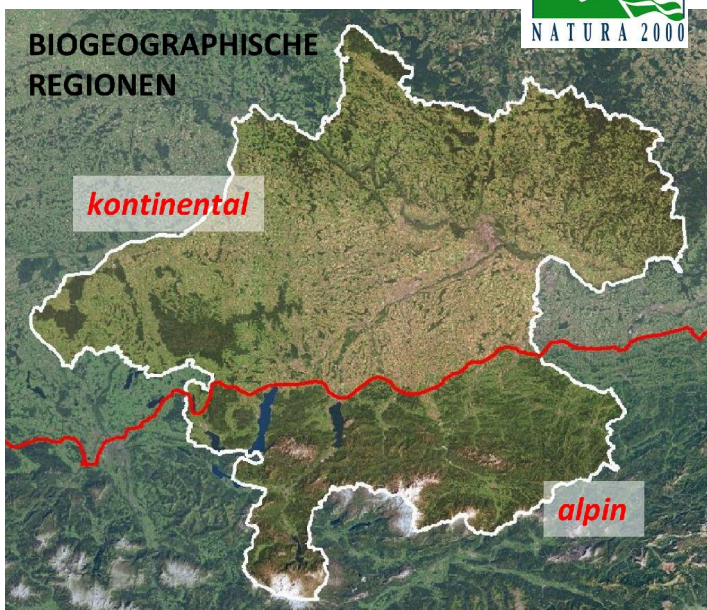 NATURA 2000
BIOGEOGRAPHISCHE
REGIONEN
kontinental
alpin